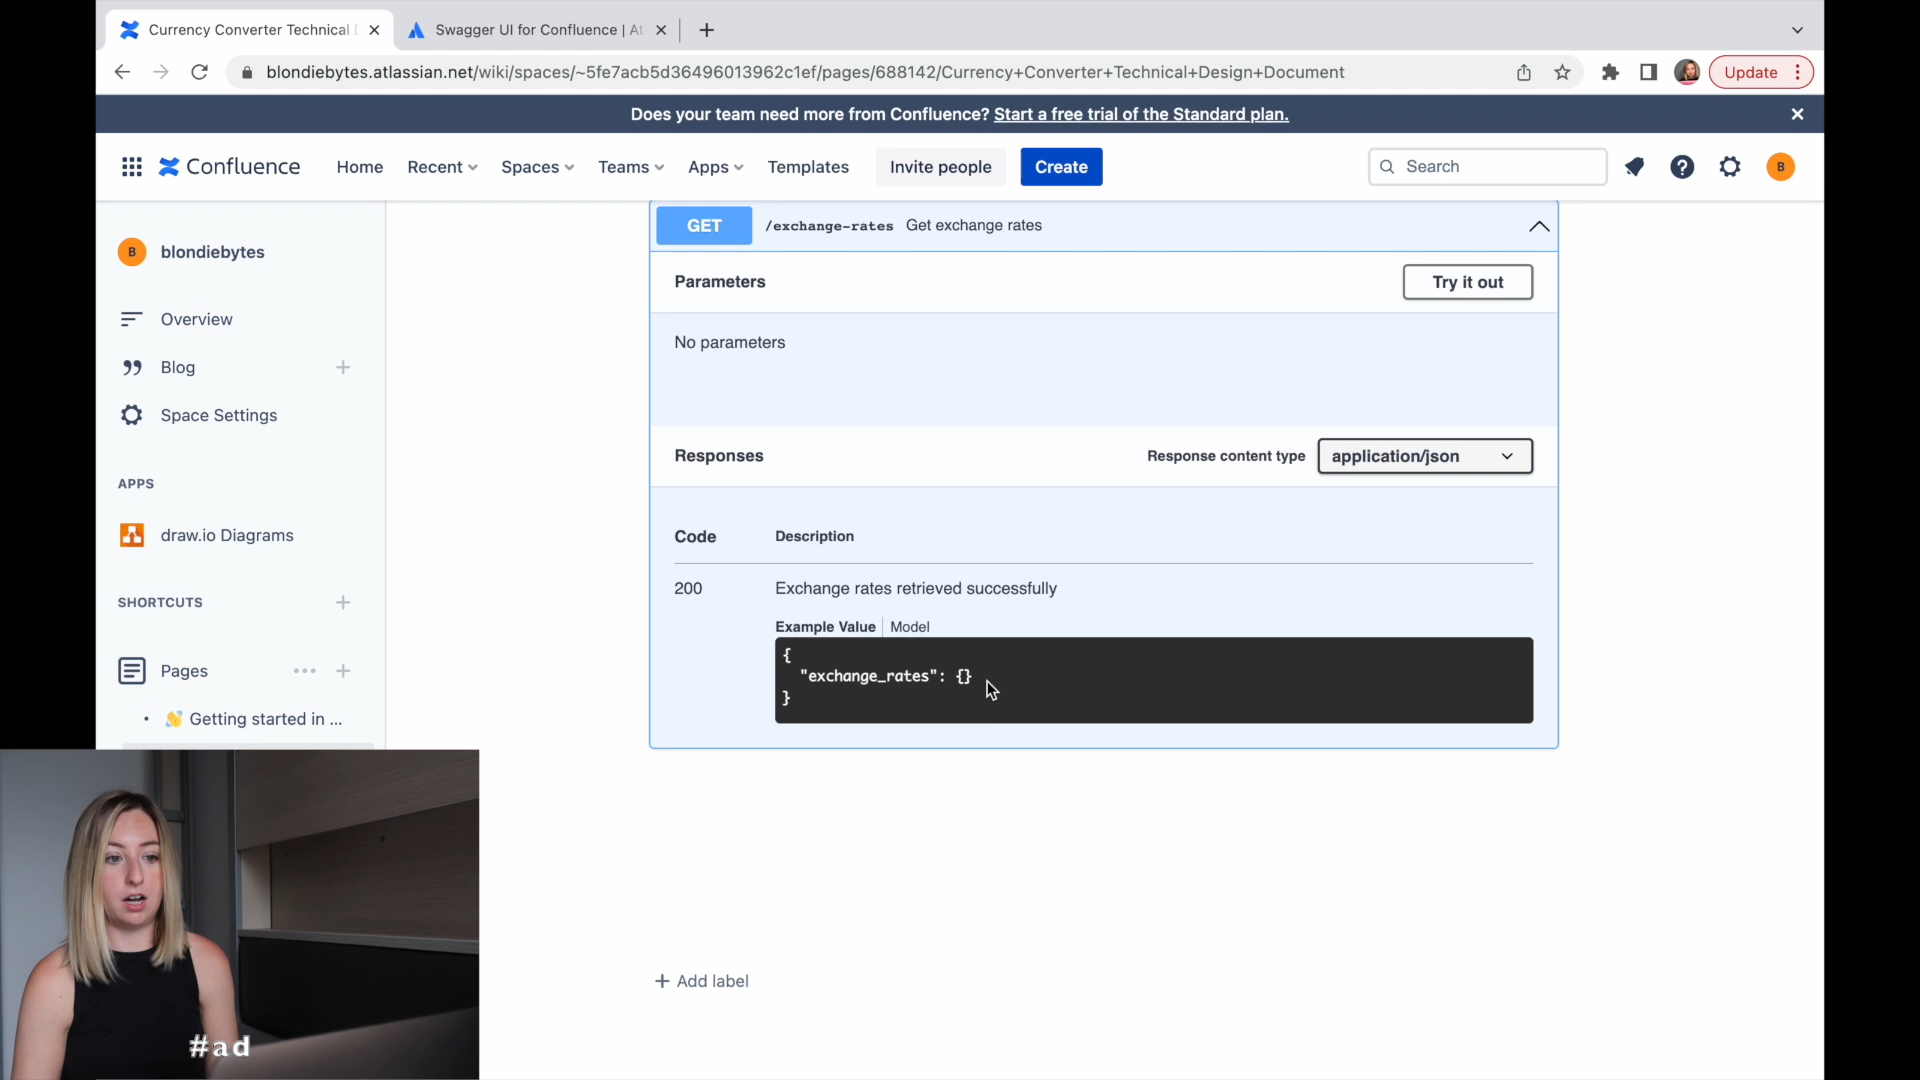 Currency Converter Technical
Swagger UI for Confluence | At
blondiebytes.atlassian.net/wiki/spaces/~5fe7acb5d36496013962c1ef/pages/688142/Currency+Converter+Technical+Design+Document
Update
Does your team need more from Confluence? Start a free trial of the Standard plan.
Confluence
Home
Recent
Spaces
Teams
Apps
Templates
Invite people
Create
Search
B
B
blondiebytes
Overview
Blog
Space Settings
APPS
draw.io Diagrams
SHORTCUTS
Pages
Getting started in ...
GET /exchange-rates Get exchange rates
Parameters
Try it out
No parameters
Responses
Response content type
application/json
Code Description
200 Exchange rates retrieved successfully
Example Value | Model
{
"exchange_rates": {}
}
Add label
#ad